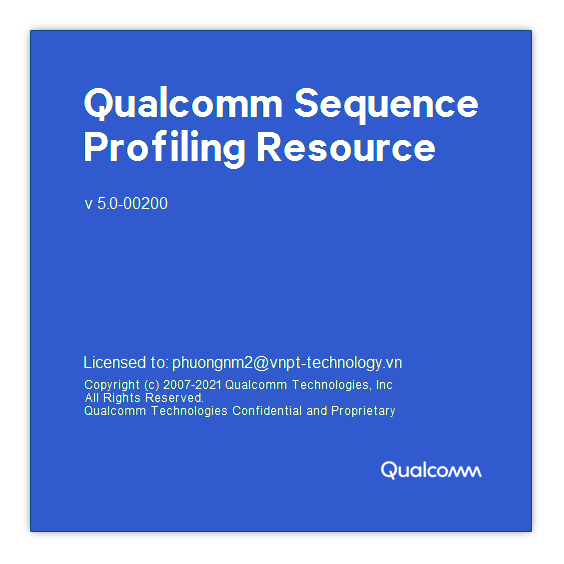 Qualcomm Sequence
Profiling Resource
v 5.0-00200
Licensed to: phuongnm2@vnpt-technology.vn
Copyright (c) 2007-2021 Qualcomm Technologies, Inc
All Rights Reserved.
Qualcomm Technologies Confidential and Proprietary
Qualcomm